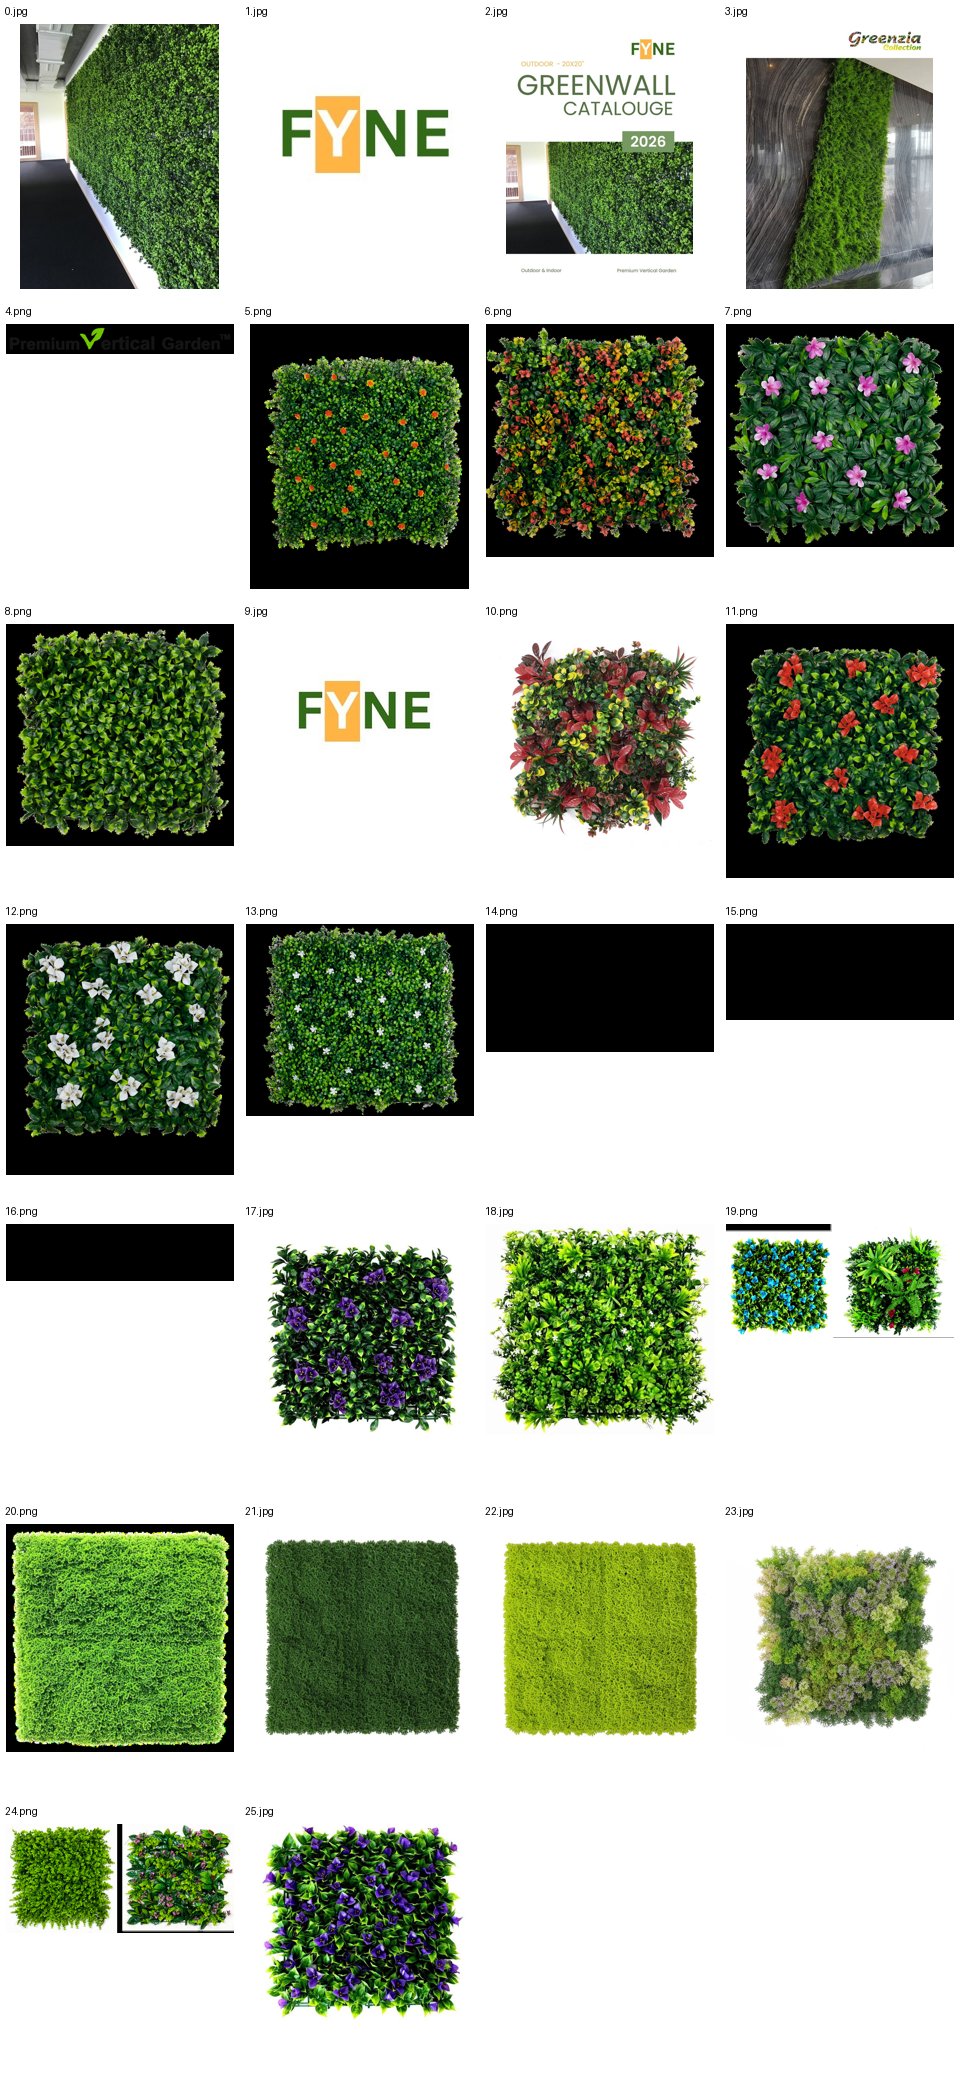 0.jpg
1.jpg
2.jpg
3.jpg
FYNE
FYNE
OUTDOOR - 20X20"
GREENWALL
CATALOUGE
2026
Outdoor & Indoor
Premium Vertical Garden
Greenzia
Collection
4.png
5.png
6.png
7.png
Premium Vertical Garden™
8.png
9.jpg
10.png
11.png
FYNE
12.png
13.png
14.png
15.png
16.png
17.jpg
18.jpg
19.png
20.png
21.jpg
22.jpg
23.jpg
24.png
25.jpg